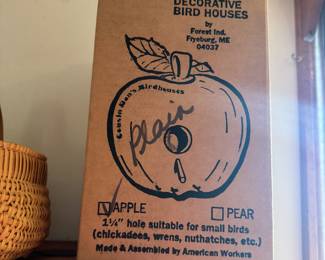 DECORATIVE
BIRD HOUSES
by
Forest Ind.
Fryeburg, ME
04037
Cousin Don's Birdhouses
Plain
APPLE
PEAR
1¼" hole suitable for small birds
(chickadees, wrens, nuthatches, etc.)
Made & Assembled by American Workers